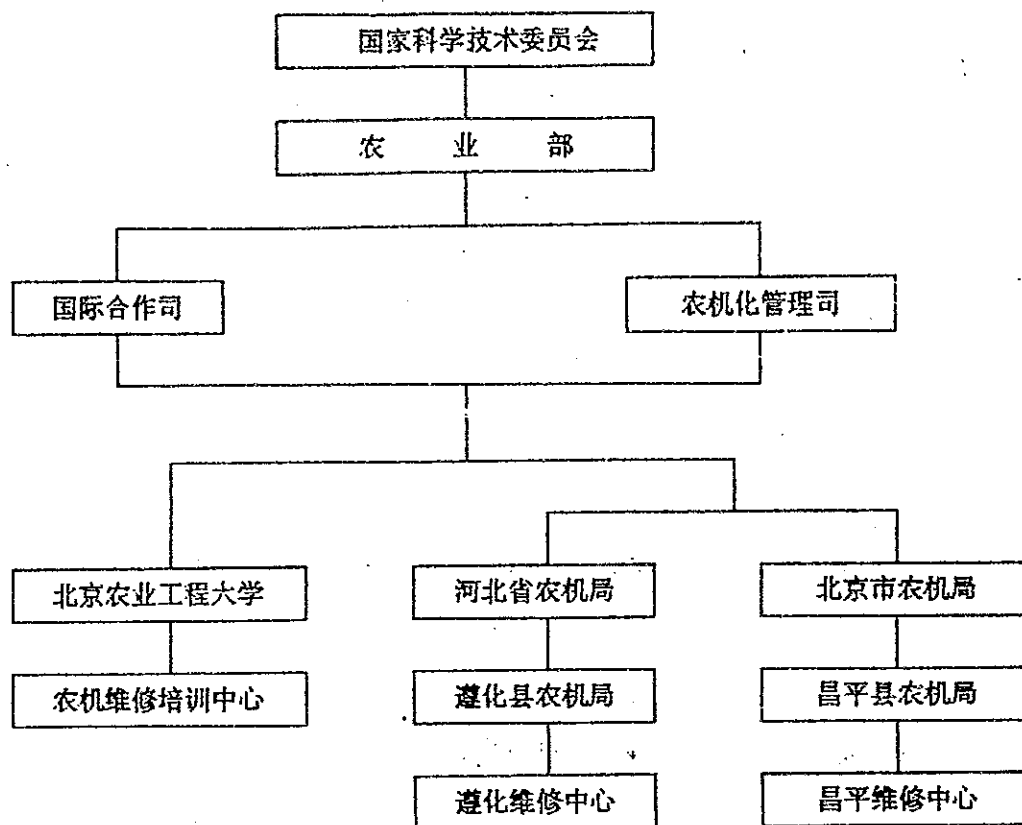 国家科学技术委员会
农 业 部
国际合作司
农机化管理司
北京农业工程大学
河北省农机局
北京市农机局
农机维修培训中心
遵化县农机局
昌平县农机局
遵化维修中心
昌平维修中心